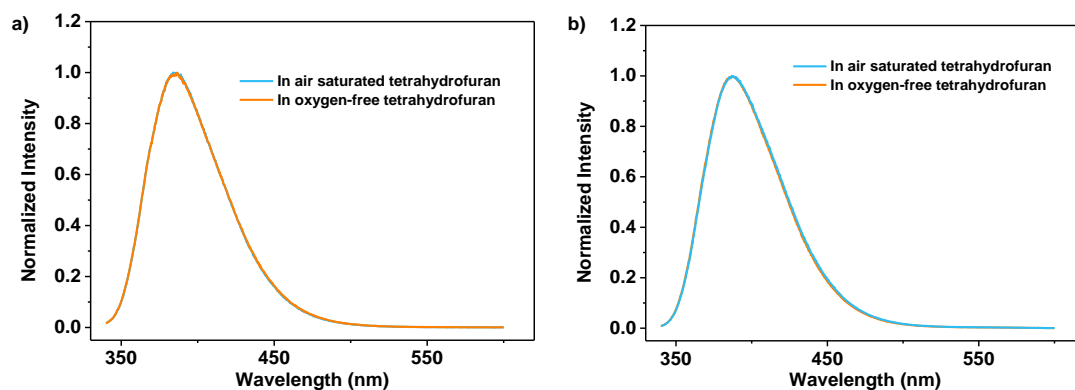 a)
1.2
1.0
0.8
0.6
0.4
0.2
0.0
Normalized Intensity
In air saturated tetrahydrofuran
In oxygen-free tetrahydrofuran
350
450
550
Wavelength (nm)
b)
1.2
1.0
0.8
0.6
0.4
0.2
0.0
Normalized Intensity
In air saturated tetrahydrofuran
In oxygen-free tetrahydrofuran
350
450
550
Wavelength (nm)